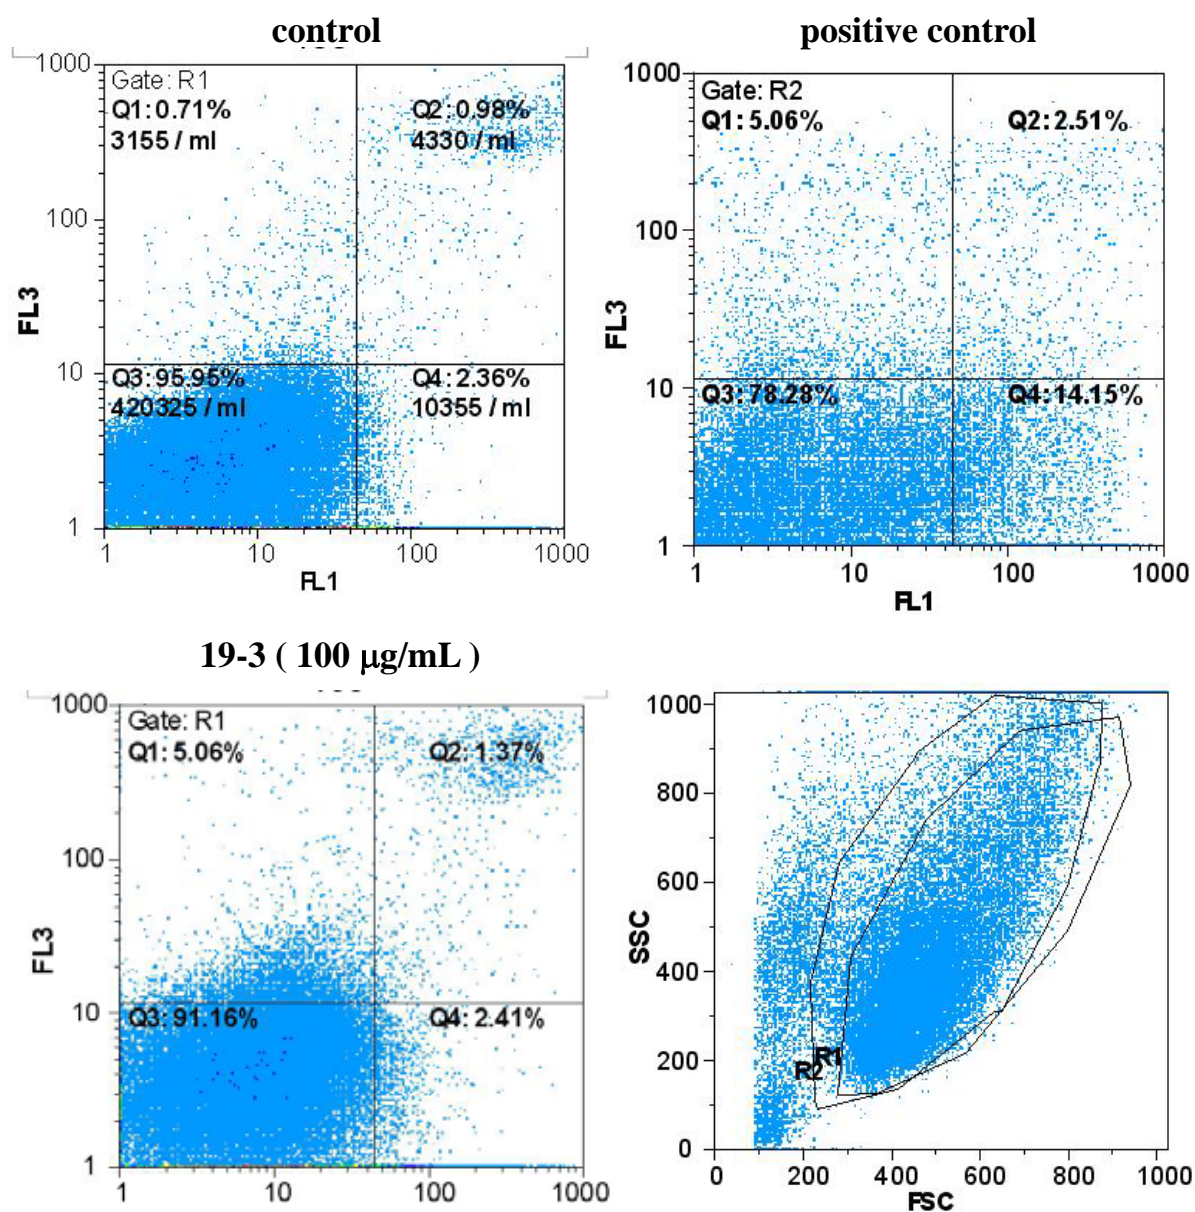 control
positive control
1000
Gate: R1
Q1: 0.71%
3155 / ml
Q2: 0.98%
4330 / ml
100
FL3
10
Q3: 95.95%
420325 / ml
Q4: 2.36%
10355 / ml
1
1 10 100 1000
FL1
1000
Gate: R2
Q1: 5.06%
Q2: 2.51%
100
FL3
10
Q3: 78.28%
Q4: 14.15%
1
1 10 100 1000
FL1
19-3 ( 100 μg/mL )
1000
Gate: R1
Q1: 5.06%
Q2: 1.37%
100
FL3
10
Q3: 91.16%
Q4: 2.41%
1
1 10 100 1000
1000
800
600
SSC
400
R1
R2
200
0
0 200 400 600 800 1000
FSC